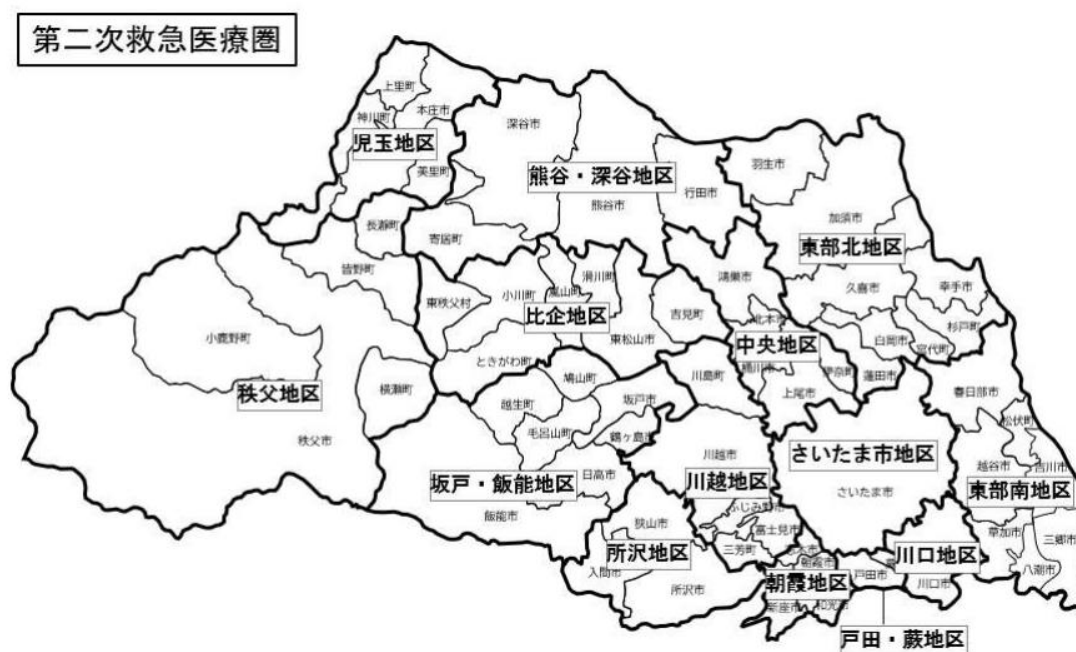 第二次救急医療圏
上里町
本庄市
神川町
児玉地区
美里町
深谷市
熊谷・深谷地区
熊谷市
行田市
寄居町
羽生市
加須市
東部北地区
久喜市
幸手市
杉戸町
白岡市
宮代町
長瀞町
皆野町
小鹿野町
秩父地区
横瀬町
秩父市
東秩父村
小川町
嵐山町
滑川町
比企地区
吉見町
東松山市
ときがわ町
鳩山町
川島町
鴻巣市
北本市
中央地区
桶川市
伊奈町
蓮田市
上尾市
越生町
坂戸市
毛呂山町
鶴ヶ島市
坂戸・飯能地区
日高市
飯能市
川越市
川越地区
ふじみ野市
富士見市
三芳町
さいたま市地区
さいたま市
春日部市
松伏町
越谷市
吉川市
東部南地区
草加市
三郷市
八潮市
狭山市
所沢地区
入間市
所沢市
志木市
朝霞市
朝霞地区
新座市
和光市
戸田市
川口地区
川口市
戸田・蕨地区